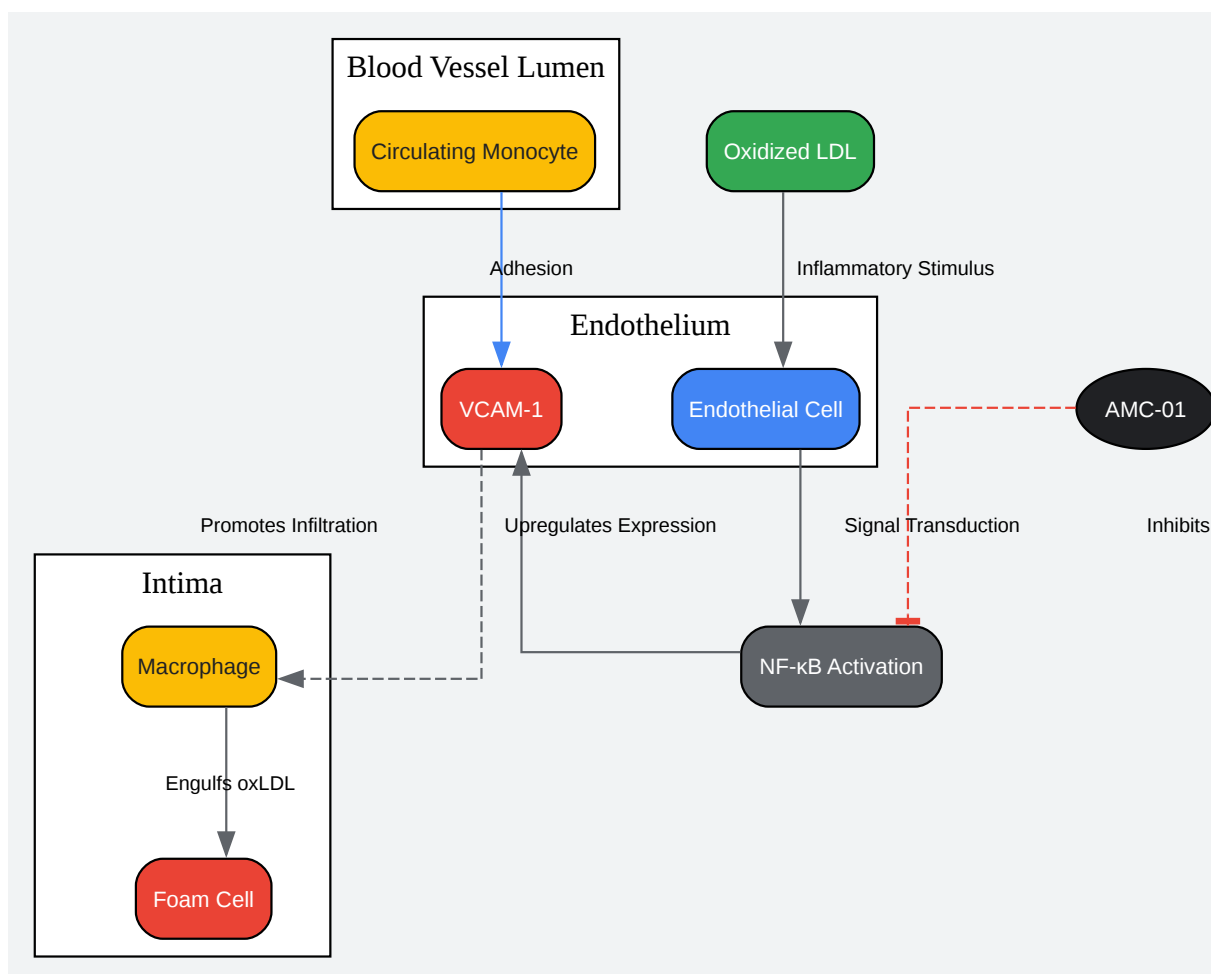 Blood Vessel Lumen
Circulating Monocyte
Oxidized LDL
Adhesion
Inflammatory Stimulus
Endothelium
VCAM-1
Endothelial Cell
AMC-01
Promotes Infiltration
Upregulates Expression
Signal Transduction
Inhibits
Intima
Macrophage
NF-κB Activation
Engulfs oxLDL
Foam Cell